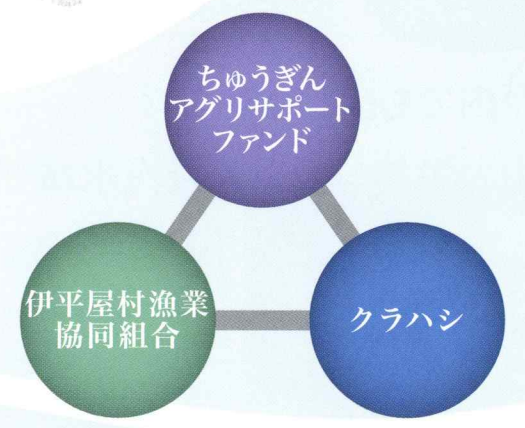 ちゅうぎん
アグリサポート
ファンド
伊平屋村漁業
協同組合
クラハシ